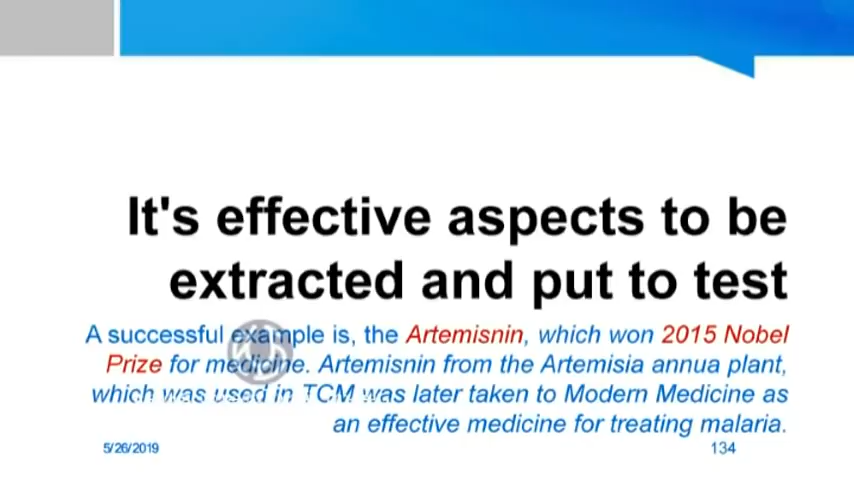 It's effective aspects to be
extracted and put to test
A successful example is, the Artemisnin, which won 2015 Nobel
Prize for medicine. Artemisnin from the Artemisia annua plant,
which was used in TCM was later taken to Modern Medicine as
an effective medicine for treating malaria.
5/26/2019
134